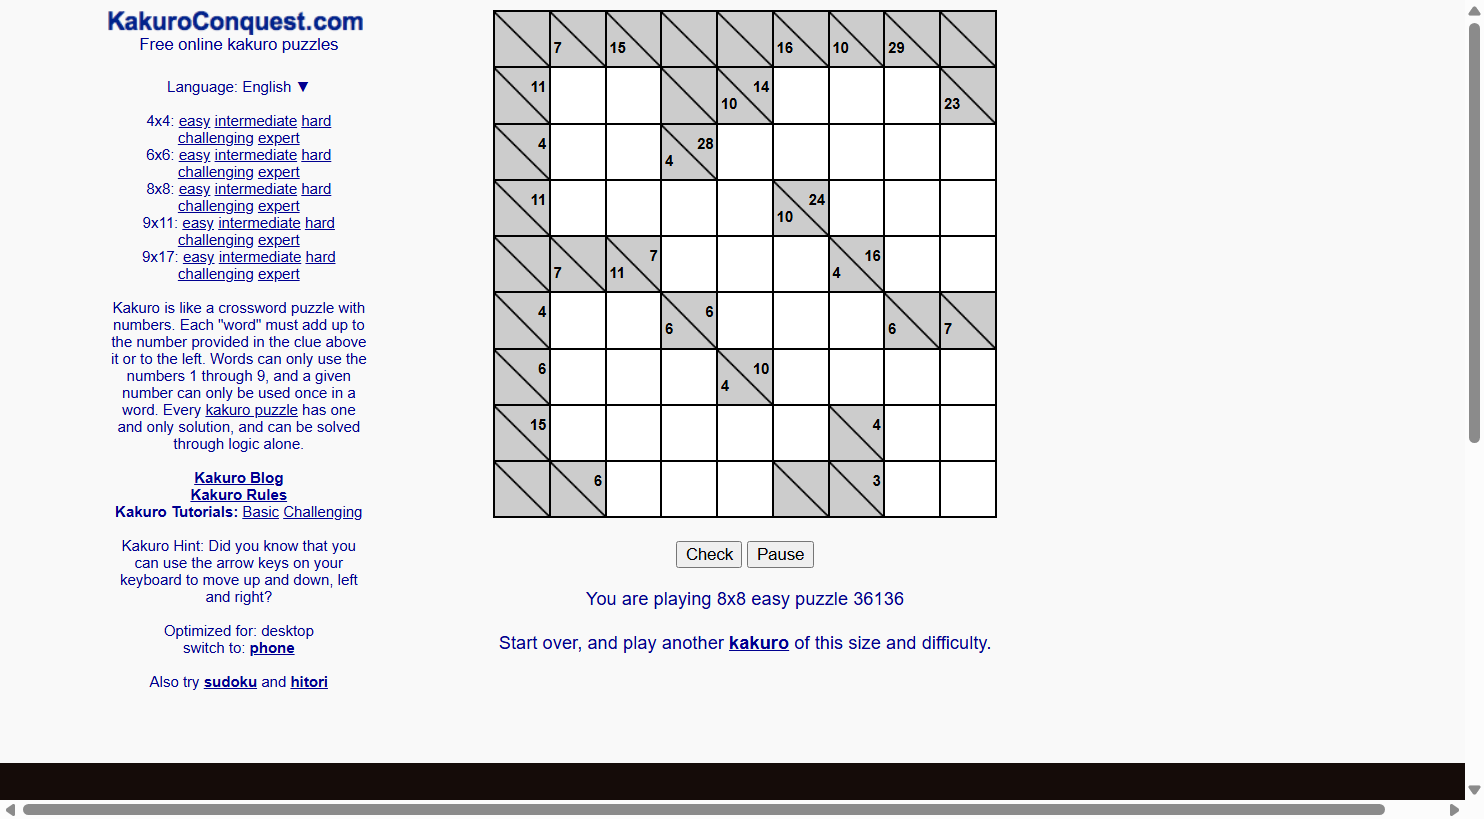 KakuroConquest.com
Free online kakuro puzzles
Language: English ▼
4x4: easy intermediate hard
challenging expert
6x6: easy intermediate hard
challenging expert
8x8: easy intermediate hard
challenging expert
9x11: easy intermediate hard
challenging expert
9x17: easy intermediate hard
challenging expert
Kakuro is like a crossword puzzle with
numbers. Each "word" must add up to
the number provided in the clue above
it or to the left. Words can only use the
numbers 1 through 9, and a given
number can only be used once in a
word. Every kakuro puzzle has one
and only solution, and can be solved
through logic alone.
Kakuro Blog
Kakuro Rules
Kakuro Tutorials: Basic Challenging
Kakuro Hint: Did you know that you
can use the arrow keys on your
keyboard to move up and down, left
and right?
Optimized for: desktop
switch to: phone
Also try sudoku and hitori
7 15 16 10 29
11 14
10 23
4 28
4
11 24
10
7 16
7 11 4
4 6
6 6 7
6 10
4
15 4
6 3
Check Pause
You are playing 8x8 easy puzzle 36136
Start over, and play another kakuro of this size and difficulty.